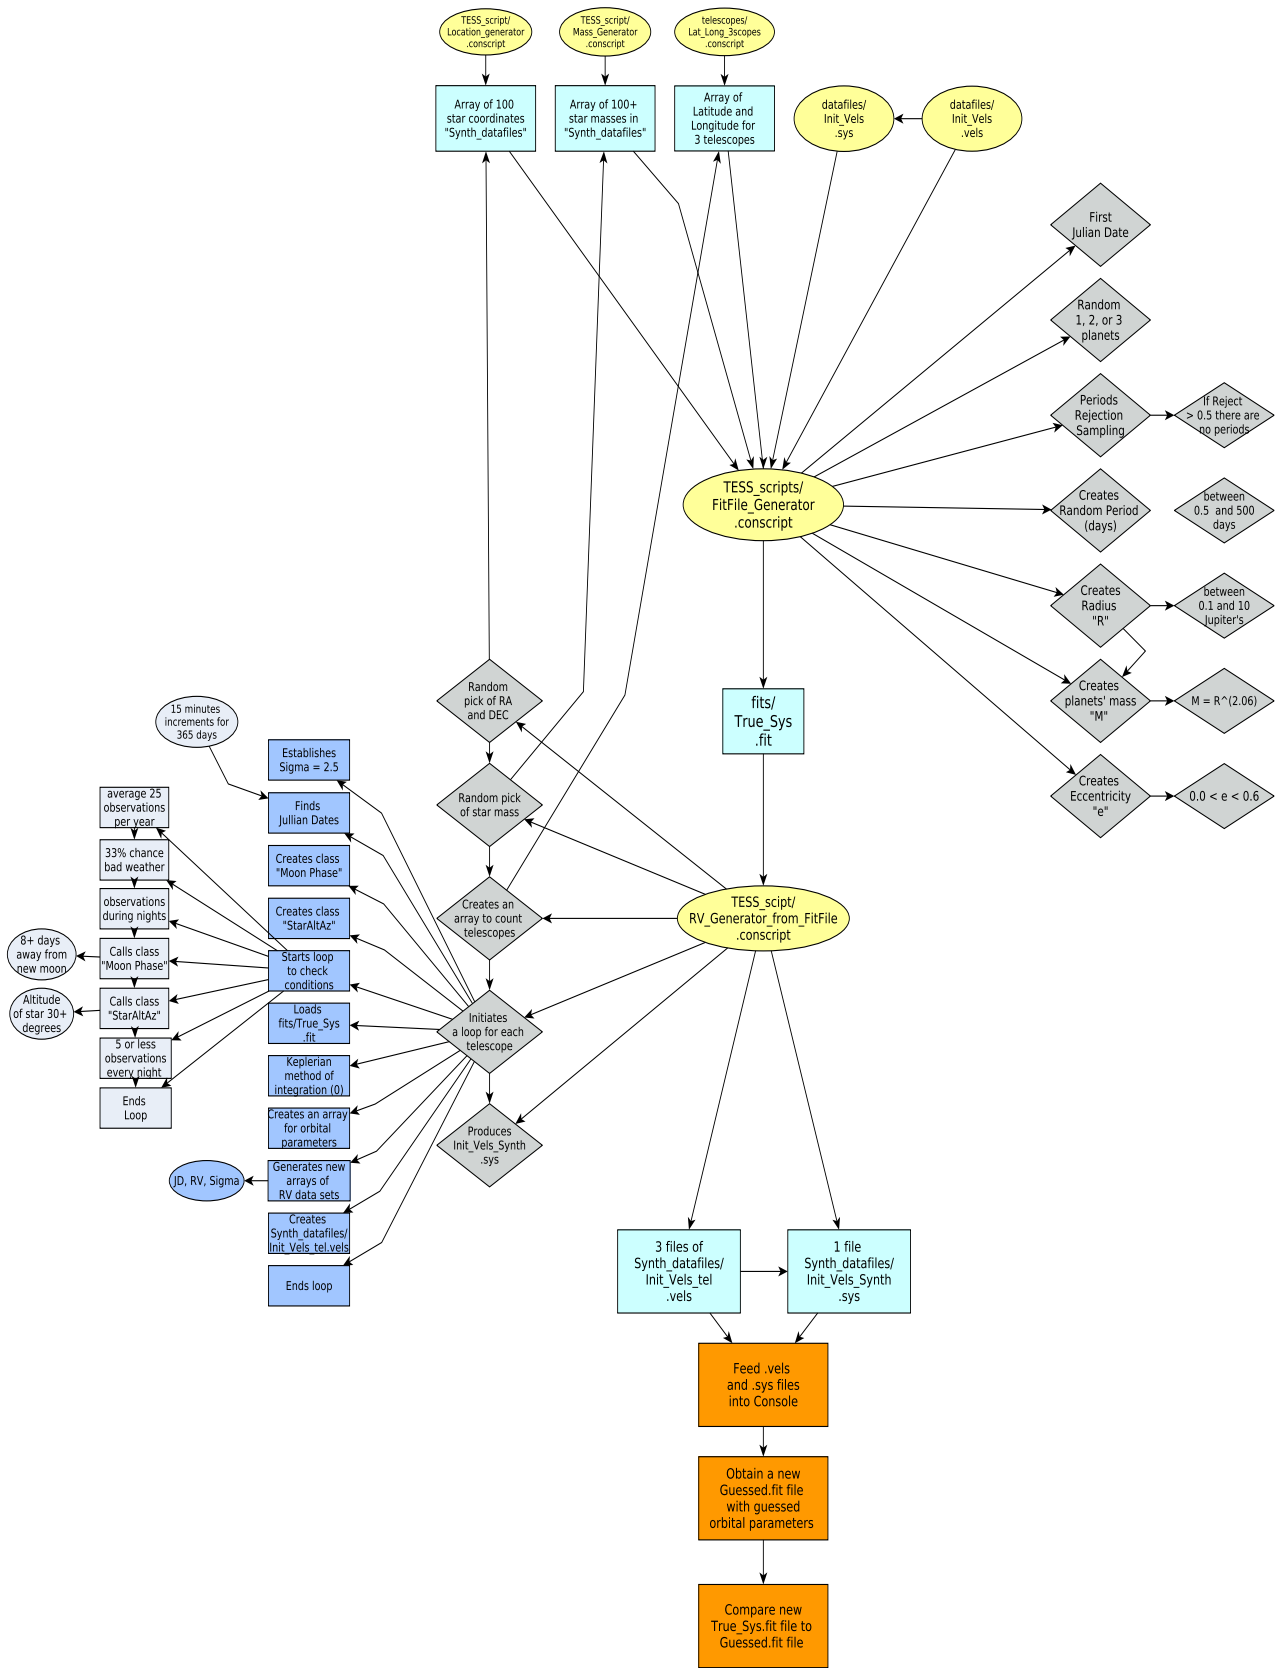 TESS_script/
Location_generator
.conscript
TESS_script/
Mass_Generator
.conscript
telescopes/
Lat_Long_3scopes
.conscript
Array of 100
star coordinates
"Synth_datafiles"
Array of 100+
star masses in
"Synth_datafiles"
Array of
Latitude and
Longitude for
3 telescopes
datafiles/
Init_Vels
.sys
datafiles/
Init_Vels
.vels
First
Julian Date
Random
1, 2, or 3
planets
Periods
Rejection
Sampling
If Reject
> 0.5 there are
no periods
TESS_scripts/
FitFile_Generator
.conscript
Creates
Random Period
(days)
between
0.5 and 500
days
Creates
Radius
"R"
between
0.1 and 10
Jupiter's
Creates
planets' mass
"M"
M = R^(2.06)
Creates
Eccentricity
"e"
0.0 < e < 0.6
fits/
True_Sys
.fit
Random
pick of RA
and DEC
Random pick
of star mass
Creates an
array to count
telescopes
TESS_scipt/
RV_Generator_from_FitFile
.conscript
Initiates
a loop for each
telescope
Produces
Init_Vels_Synth
.sys
15 minutes
increments for
365 days
Establishes
Sigma = 2.5
Finds
Jullian Dates
Creates class
"Moon Phase"
Creates class
"StarAltAz"
Starts loop
to check
conditions
Loads
fits/True_Sys
.fit
Keplerian
method of
integration (0)
Creates an array
for orbital
parameters
Generates new
arrays of
RV data sets
JD, RV, Sigma
Creates
Synth_datafiles/
Init_Vels_tel.vels
Ends loop
average 25
observations
per year
33% chance
bad weather
observations
during nights
Calls class
"Moon Phase"
8+ days
away from
new moon
Calls class
"StarAltAz"
Altitude
of star 30+
degrees
5 or less
observations
every night
Ends
Loop
3 files of
Synth_datafiles/
Init_Vels_tel
.vels
1 file
Synth_datafiles/
Init_Vels_Synth
.sys
Feed .vels
and .sys files
into Console
Obtain a new
Guessed.fit file
with guessed
orbital parameters
Compare new
True_Sys.fit file to
Guessed.fit file